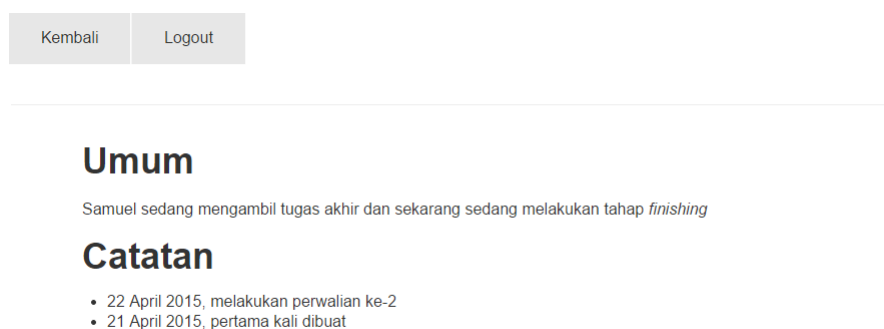 Kembali Logout
Umum
Samuel sedang mengambil tugas akhir dan sekarang sedang melakukan tahap finishing
Catatan
22 April 2015, melakukan perwalian ke-2
21 April 2015, pertama kali dibuat